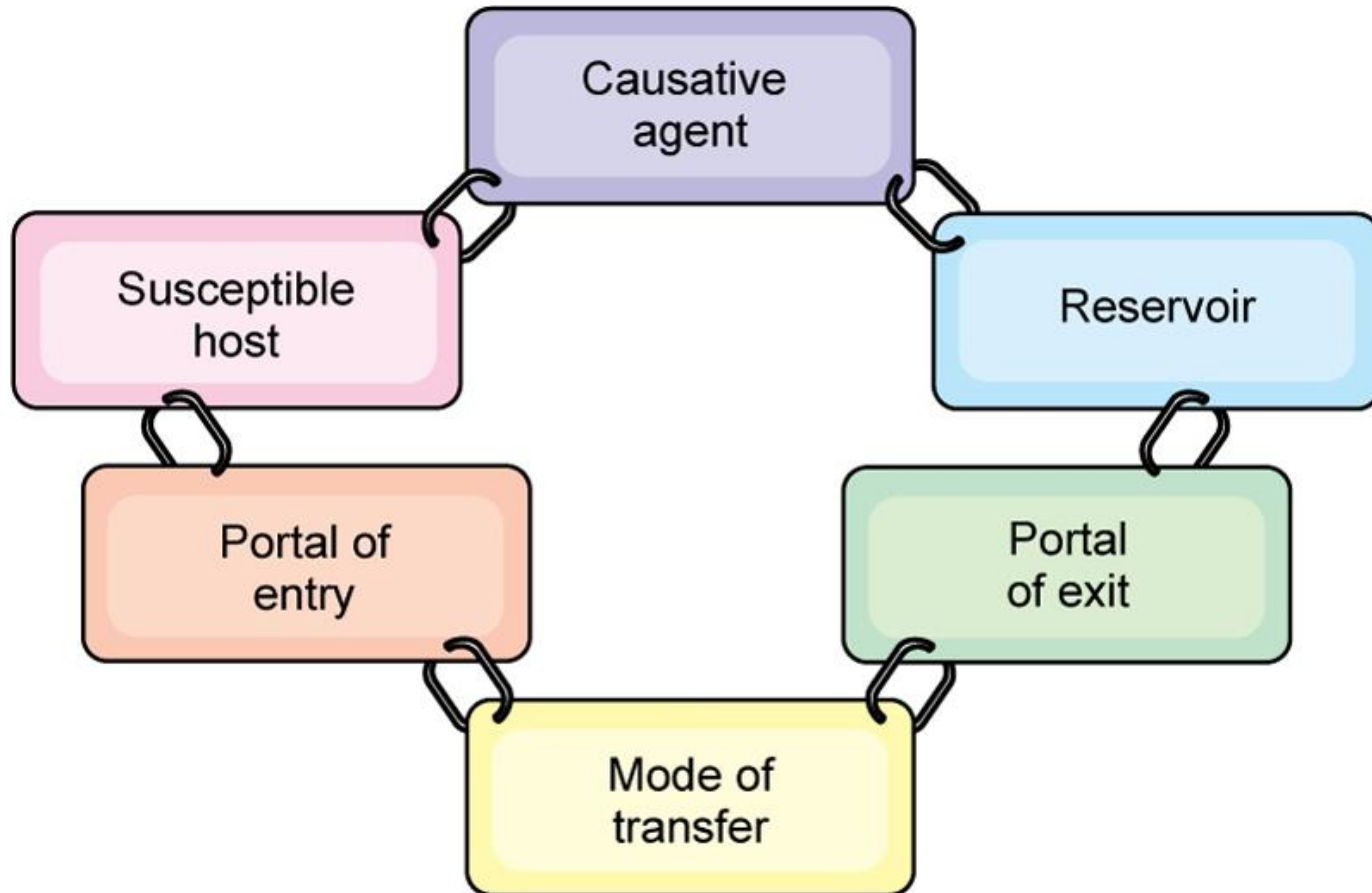 Causative
agent
Susceptible
host
Reservoir
Portal of
entry
Portal
of exit
Mode of
transfer